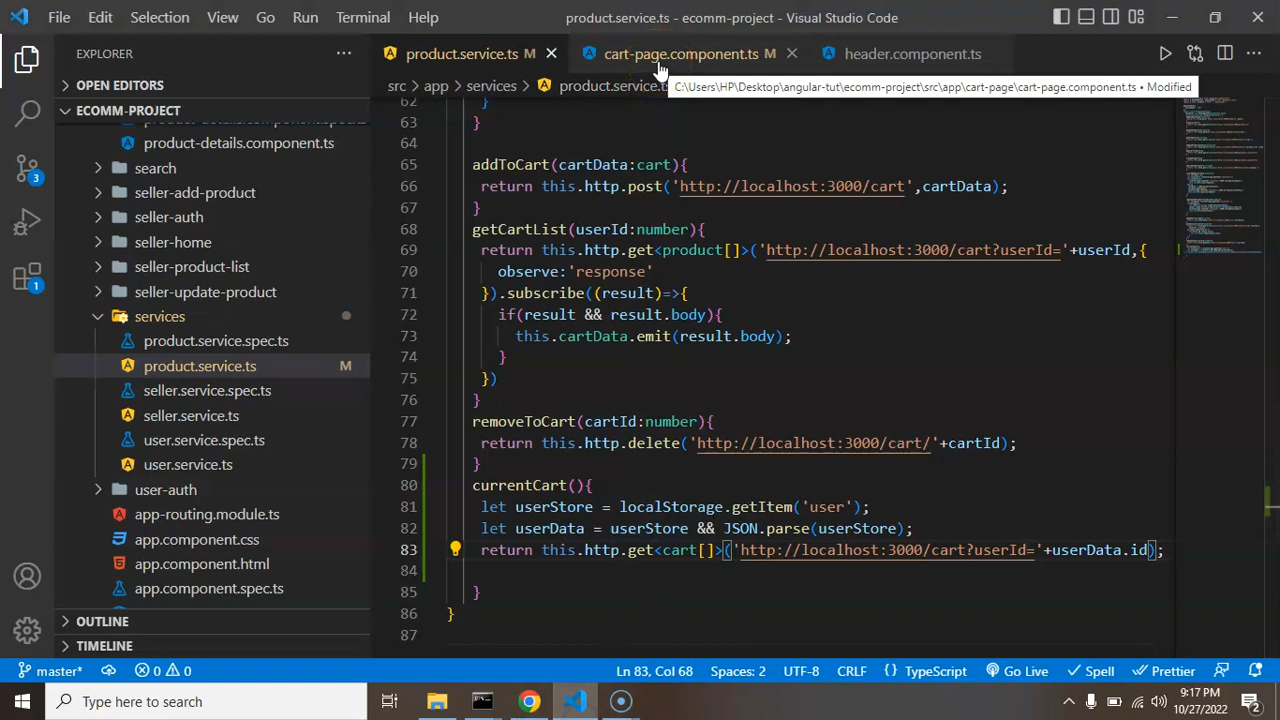 File Edit Selection View Go Run Terminal Help
product.service.ts - ecomm-project - Visual Studio Code
EXPLORER
product.service.ts M
cart-page.component.ts M
header.component.ts
OPEN EDITORS
src > app > services > product.service.ts
C:\Users\HP\Desktop\angular-tut\ecomm-project\src\app\cart-page\cart-page.component.ts • Modified
ECOMM-PROJECT
product-details.component.ts
search
seller-add-product
seller-auth
seller-home
seller-product-list
seller-update-product
services
product.service.spec.ts
product.service.ts M
seller.service.spec.ts
seller.service.ts
user.service.spec.ts
user.service.ts
user-auth
app-routing.module.ts
app.component.css
app.component.html
app.component.spec.ts
OUTLINE
TIMELINE
3
1
62 }
63 }
64
65 addToCart(cartData:cart){
66 return this.http.post('http://localhost:3000/cart',cartData);
67 }
68 getCartList(userId:number){
69 return this.http.get<product[]>('http://localhost:3000/cart?userId='+userId,{
70 observe:'response'
71 }).subscribe((result)=>{
72 if(result && result.body){
73 this.cartData.emit(result.body);
74 }
75 })
76 }
77 removeToCart(cartId:number){
78 return this.http.delete('http://localhost:3000/cart/'+cartId);
79 }
80 currentCart(){
81 let userStore = localStorage.getItem('user');
82 let userData = userStore && JSON.parse(userStore);
83 return this.http.get<cart[]>('http://localhost:3000/cart?userId='+userData.id);
84
85 }
86 }
87
master* 0 0 Ln 83, Col 68 Spaces: 2 UTF-8 CRLF {} TypeScript Go Live Spell Prettier
Type here to search
9:17 PM
10/27/2022
2